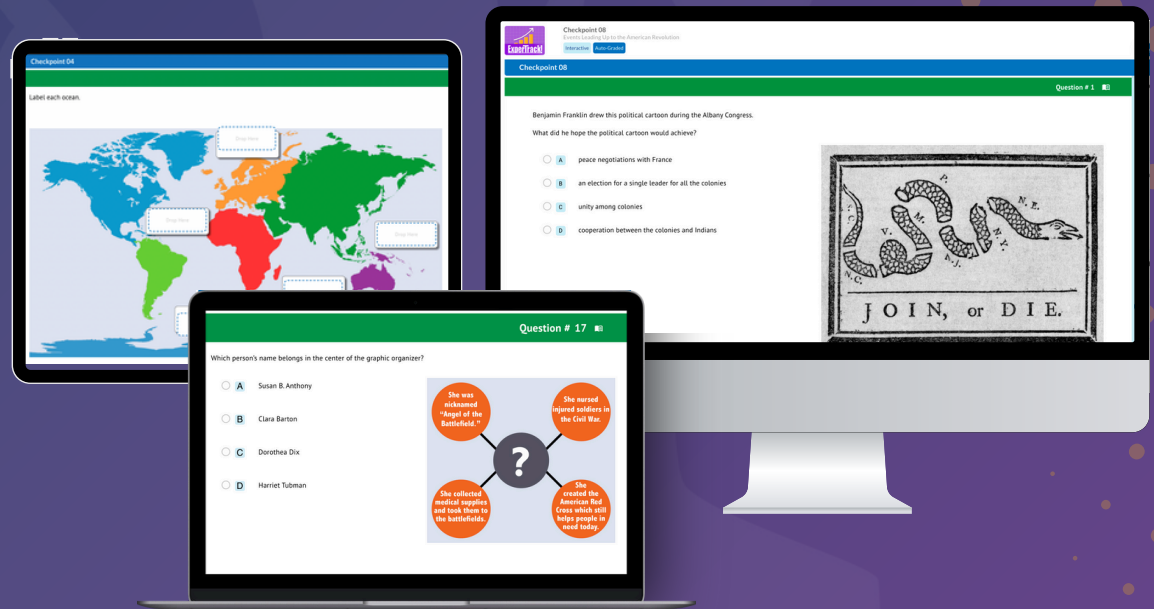 Checkpoint 04
Label each ocean.
Drop Here
Drop Here
Drop Here
ExperTrack!
Checkpoint 08
Events Leading Up to the American Revolution
Interactive
Auto-Graded
Checkpoint 08
Question # 1
Benjamin Franklin drew this political cartoon during the Albany Congress.
What did he hope the political cartoon would achieve?
A peace negotiations with France
B an election for a single leader for all the colonies
C unity among colonies
D cooperation between the colonies and Indians
S.C.
N.C.
V.
M.
P.
N.J.
N.Y.
N.E.
JOIN, or DIE.
Question # 17
Which person's name belongs in the center of the graphic organizer?
A Susan B. Anthony
B Clara Barton
C Dorothea Dix
D Harriet Tubman
She was
nicknamed
"Angel of the
Battlefield."
She nursed
injured soldiers in
the Civil War.
?
She collected
medical supplies
and took them to
the battlefields.
She
created the
American Red
Cross which still
helps people in
need today.